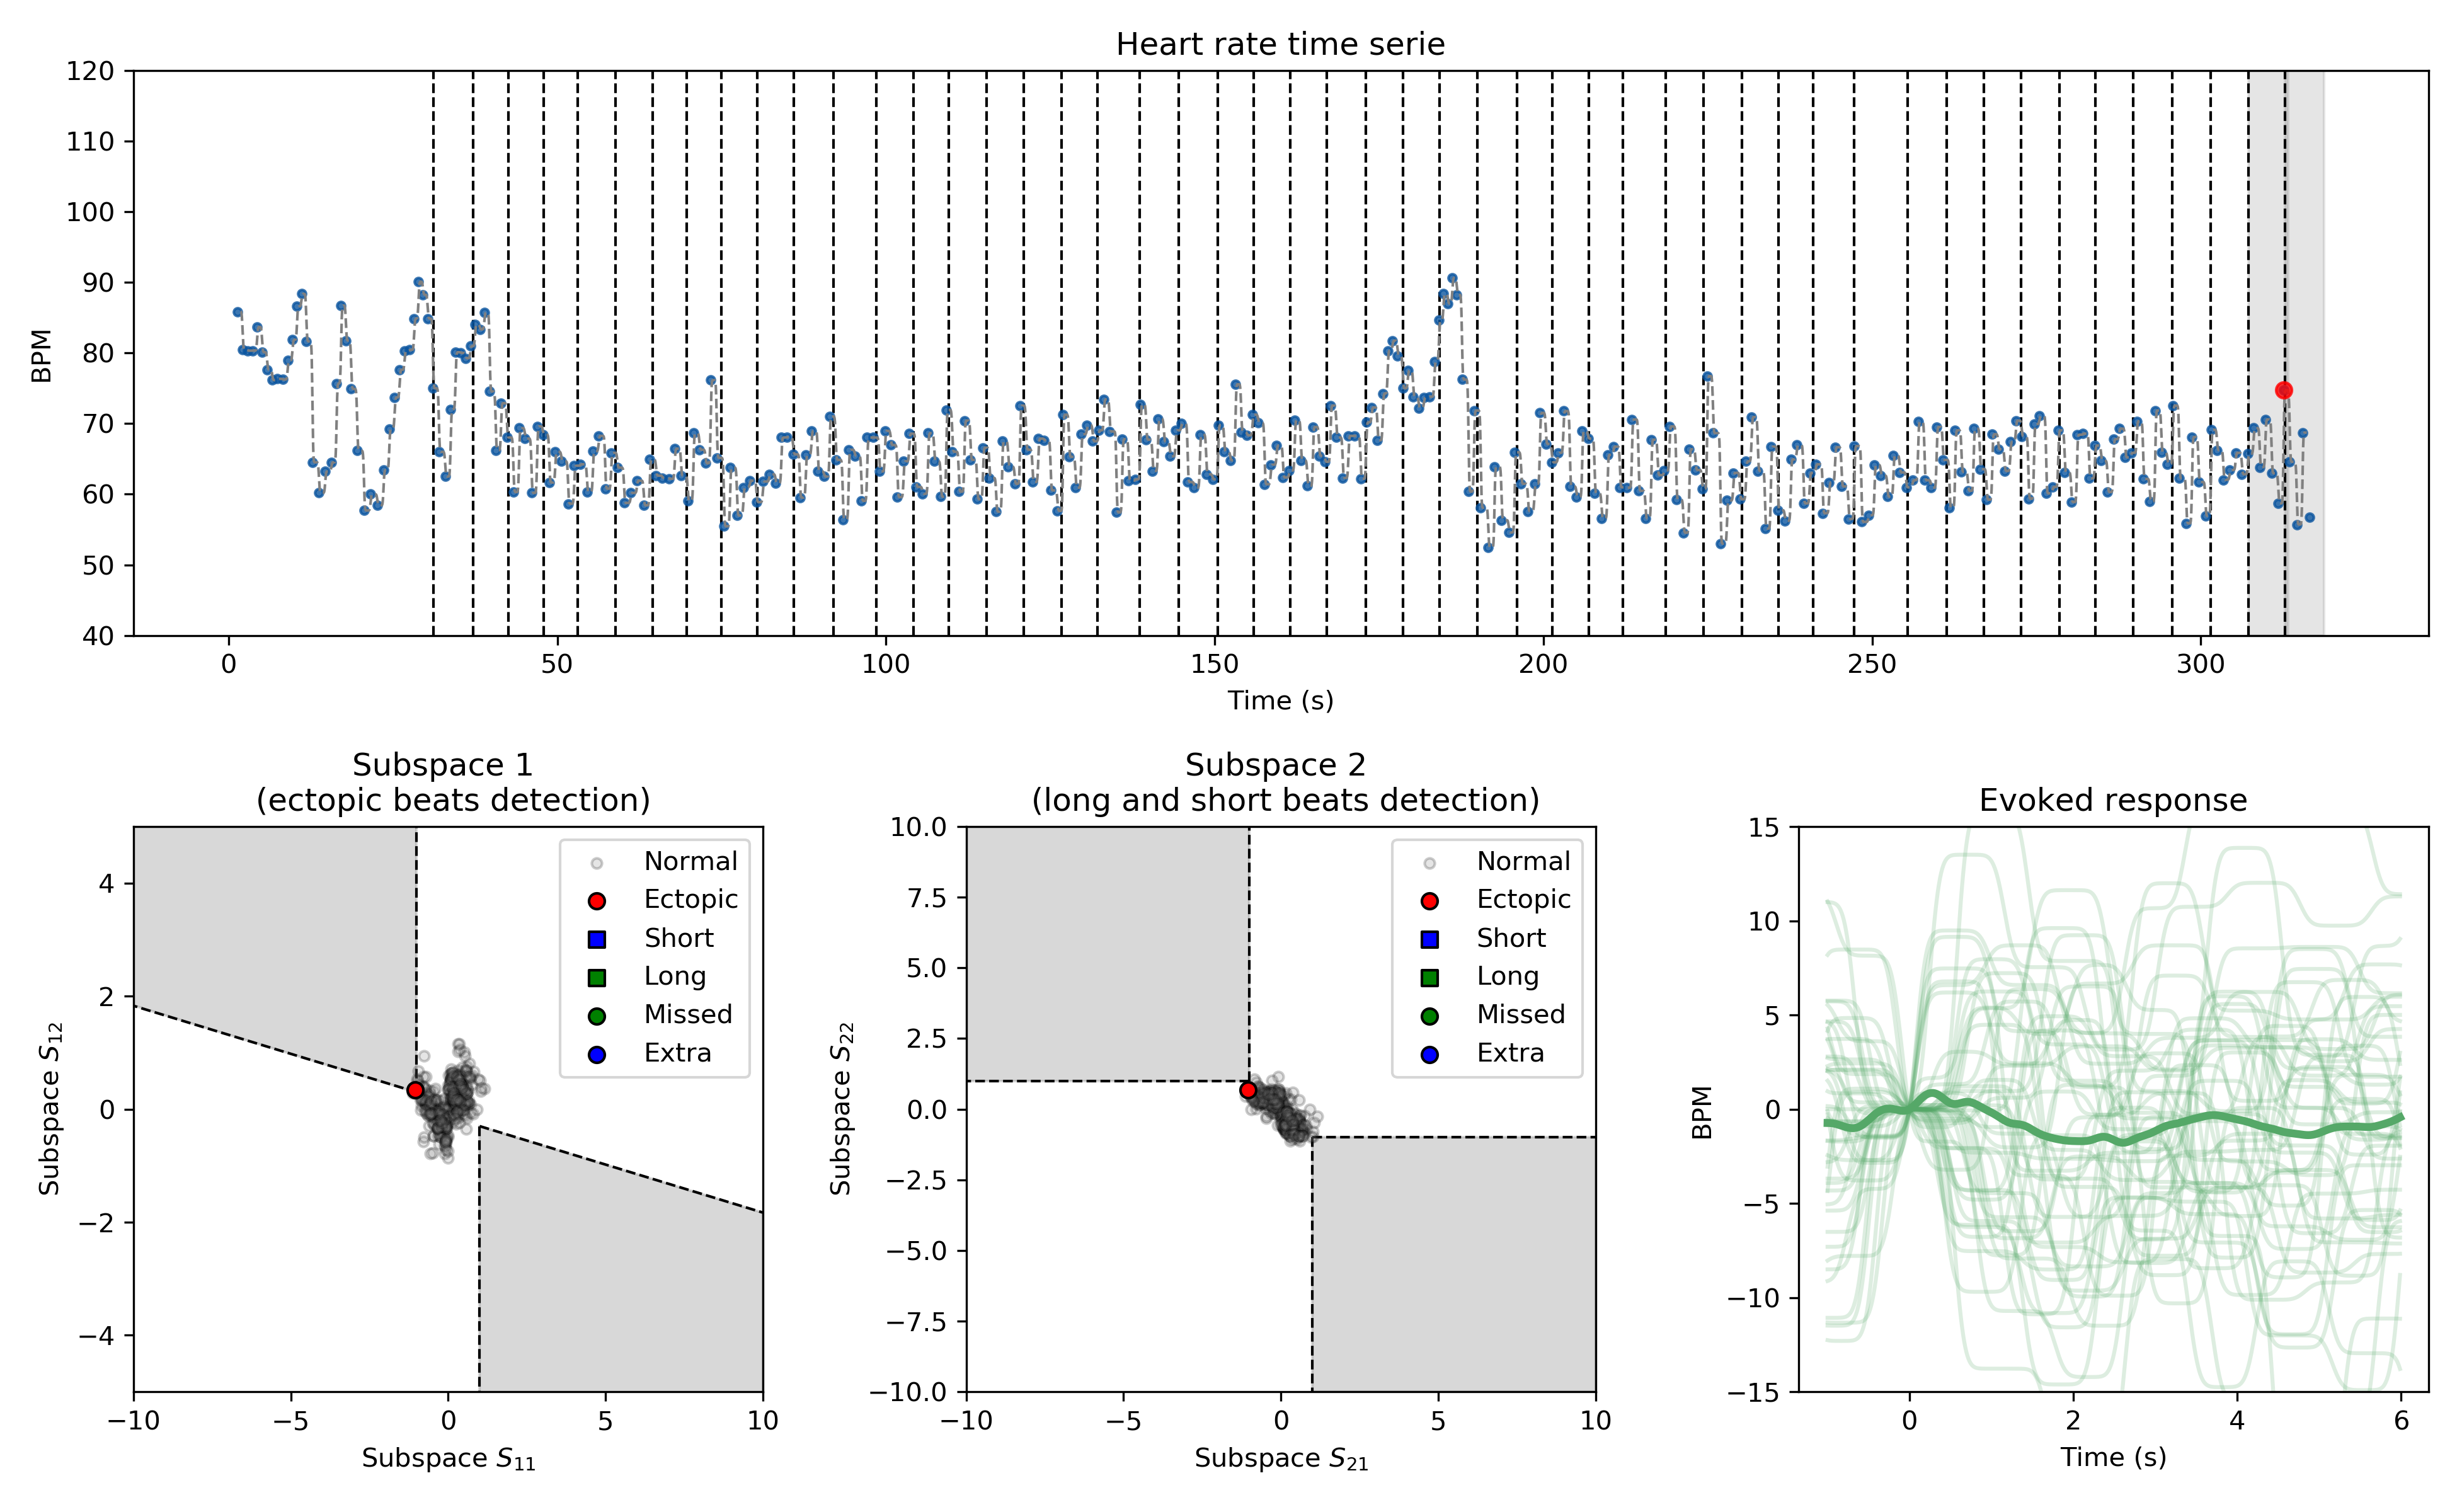 Heart rate time serie
120
110
100
90
80
70
60
50
40
BPM
0 50 100 150 200 250 300
Time (s)
Subspace 1
(ectopic beats detection)
4
2
0
−2
−4
Subspace S₁₂
Normal
Ectopic
Short
Long
Missed
Extra
−10 −5 0 5 10
Subspace S₁₁
Subspace 2
(long and short beats detection)
10.0
7.5
5.0
2.5
0.0
−2.5
−5.0
−7.5
−10.0
Subspace S₂₂
Normal
Ectopic
Short
Long
Missed
Extra
−10 −5 0 5 10
Subspace S₂₁
Evoked response
15
10
5
0
−5
−10
−15
BPM
0 2 4 6
Time (s)